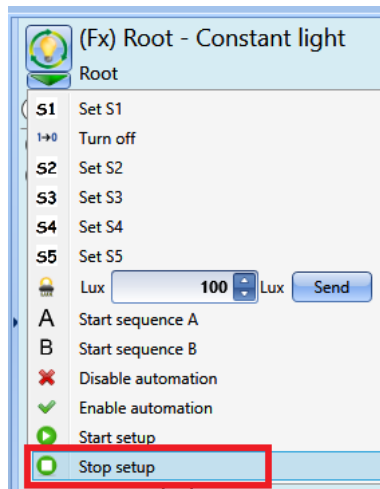 (Fx) Root - Constant light
Root
S1 Set S1
1→0 Turn off
S2 Set S2
S3 Set S3
S4 Set S4
S5 Set S5
Lux 100 Lux Send
A Start sequence A
B Start sequence B
Disable automation
Enable automation
Start setup
Stop setup